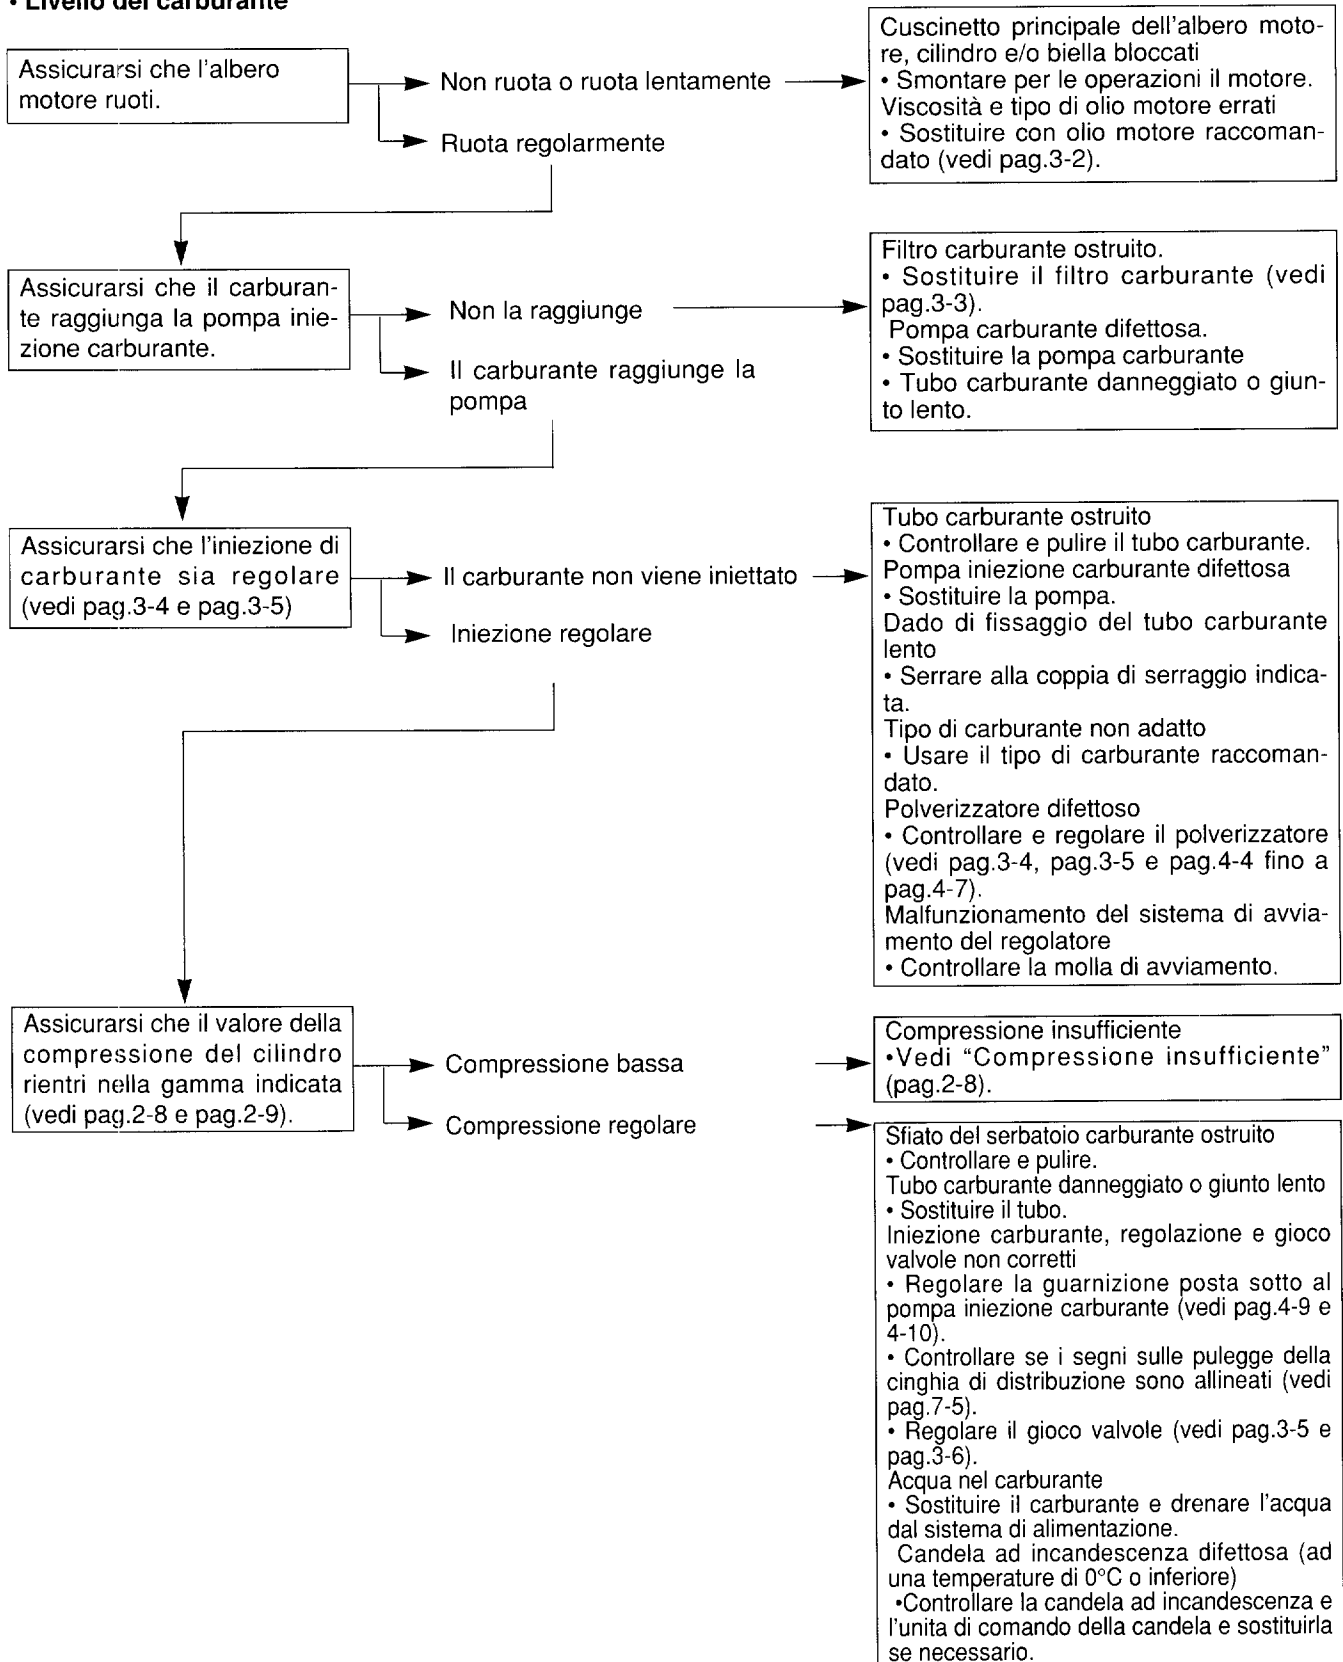 • Livello del carburante
Assicurarsi che l'albero
motore ruoti.
Non ruota o ruota lentamente
Ruota regolarmente
Cuscinetto principale dell'albero moto-
re, cilindro e/o biella bloccati
• Smontare per le operazioni il motore.
Viscosità e tipo di olio motore errati
• Sostituire con olio motore raccoman-
dato (vedi pag.3-2).
Assicurarsi che il carburan-
te raggiunga la pompa inie-
zione carburante.
Non la raggiunge
Il carburante raggiunge la
pompa
Filtro carburante ostruito.
• Sostituire il filtro carburante (vedi
pag.3-3).
Pompa carburante difettosa.
• Sostituire la pompa carburante
• Tubo carburante danneggiato o giun-
to lento.
Assicurarsi che l'iniezione di
carburante sia regolare
(vedi pag.3-4 e pag.3-5)
Il carburante non viene iniettato
Iniezione regolare
Tubo carburante ostruito
• Controllare e pulire il tubo carburante.
Pompa iniezione carburante difettosa
• Sostituire la pompa.
Dado di fissaggio del tubo carburante
lento
• Serrare alla coppia di serraggio indica-
ta.
Tipo di carburante non adatto
• Usare il tipo di carburante raccoman-
dato.
Polverizzatore difettoso
• Controllare e regolare il polverizzatore
(vedi pag.3-4, pag.3-5 e pag.4-4 fino a
pag.4-7).
Malfunzionamento del sistema di avvia-
mento del regolatore
• Controllare la molla di avviamento.
Assicurarsi che il valore della
compressione del cilindro
rientri nella gamma indicata
(vedi pag.2-8 e pag.2-9).
Compressione bassa
Compressione regolare
Compressione insufficiente
•Vedi “Compressione insufficiente”
(pag.2-8).
Sfiato del serbatoio carburante ostruito
• Controllare e pulire.
Tubo carburante danneggiato o giunto lento
• Sostituire il tubo.
Iniezione carburante, regolazione e gioco
valvole non corretti
• Regolare la guarnizione posta sotto al
pompa iniezione carburante (vedi pag.4-9 e
4-10).
• Controllare se i segni sulle pulegge della
cinghia di distribuzione sono allineati (vedi
pag.7-5).
• Regolare il gioco valvole (vedi pag.3-5 e
pag.3-6).
Acqua nel carburante
• Sostituire il carburante e drenare l'acqua
dal sistema di alimentazione.
Candela ad incandescenza difettosa (ad
una temperature di 0°C o inferiore)
•Controllare la candela ad incandescenza e
l'unita di comando della candela e sostituirla
se necessario.